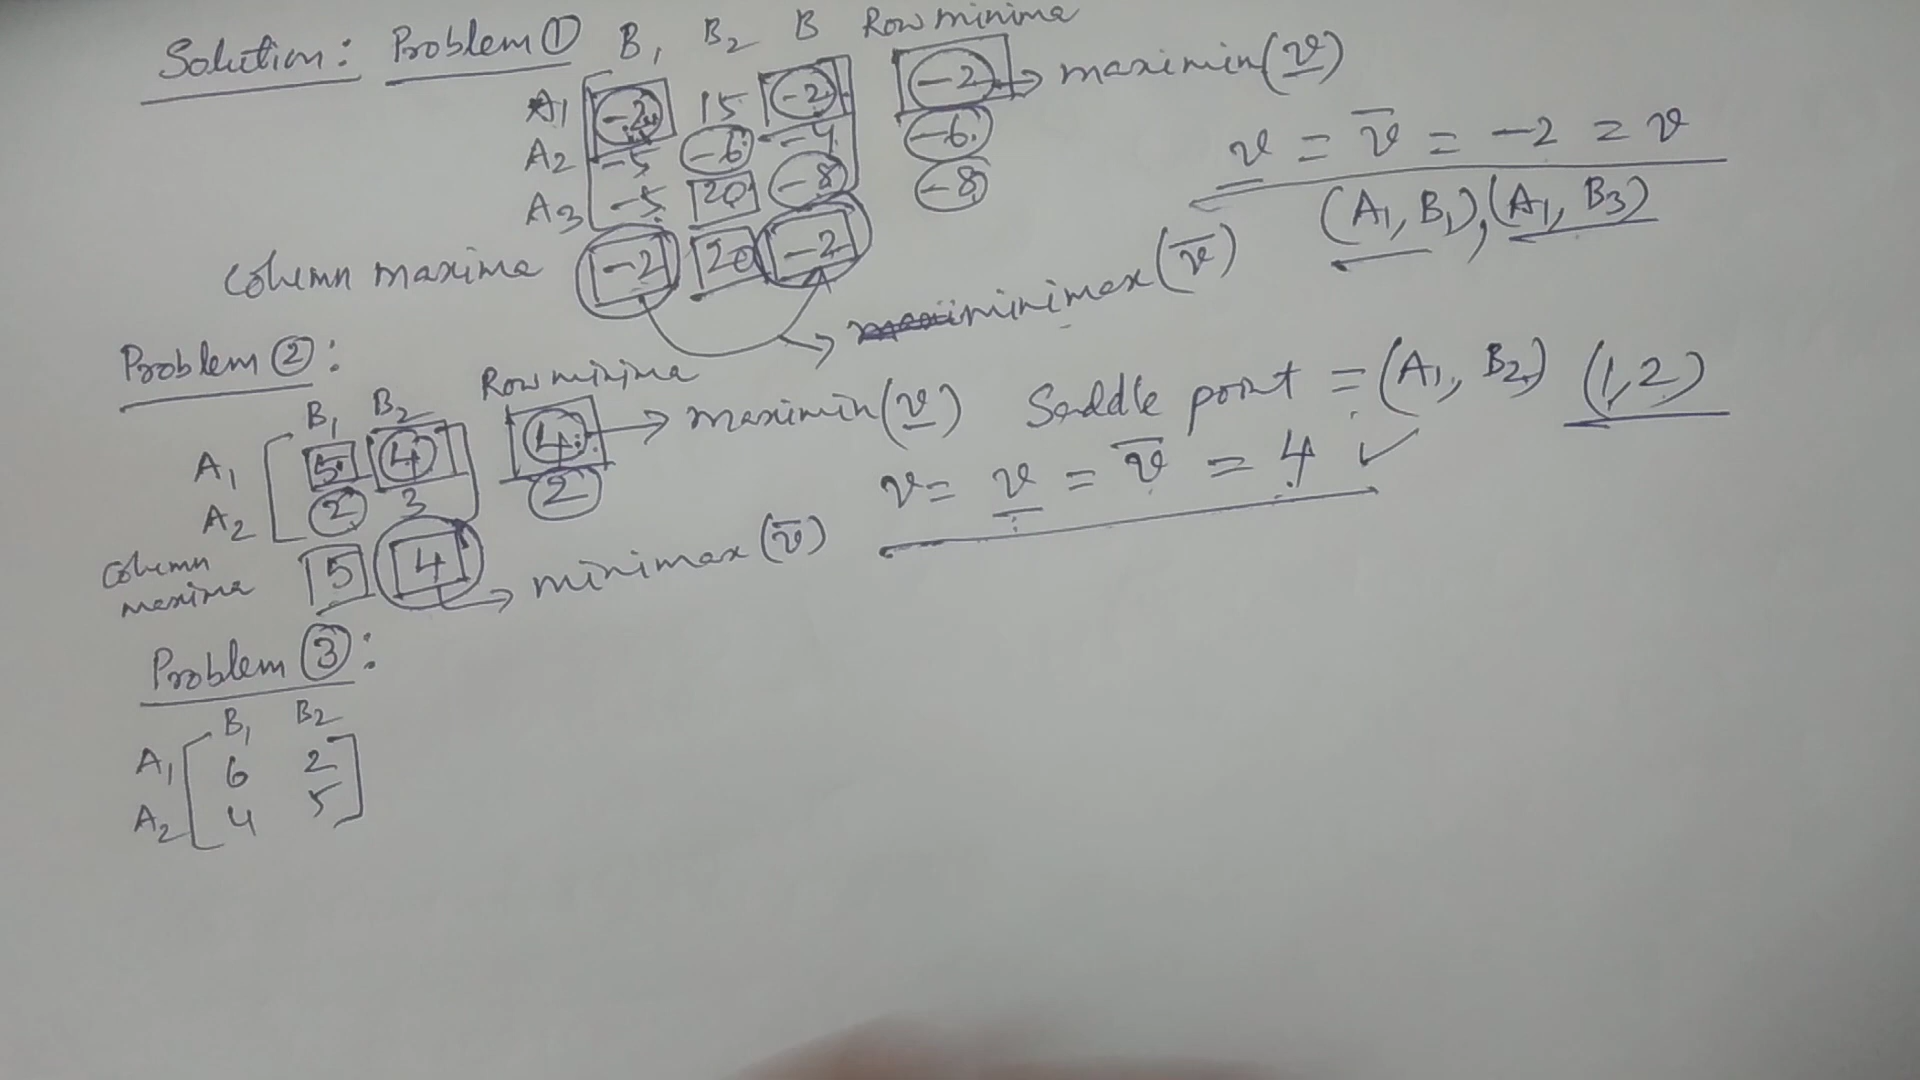 Solution: Problem ① B1 B2 B Row minima
A1 -2 15 -2 -2 → maximin(v)
A2 -5 -6 -4 -6
A3 -5 20 -8 -8
v = v̅ = -2 = v
(A1, B1), (A1, B3)
Column maxima -2 20 -2
→ minimax(v̅)
Problem ②:
B1 B2 Row minima
A1 5 4 4 → maximin(v) Saddle point = (A1, B2) (1,2)
A2 2 3 2
v = v = v̅ = 4 ✓
Column maxima 5 4 → minimax(v̅)
Problem ③:
B1 B2
A1 6 2
A2 4 5